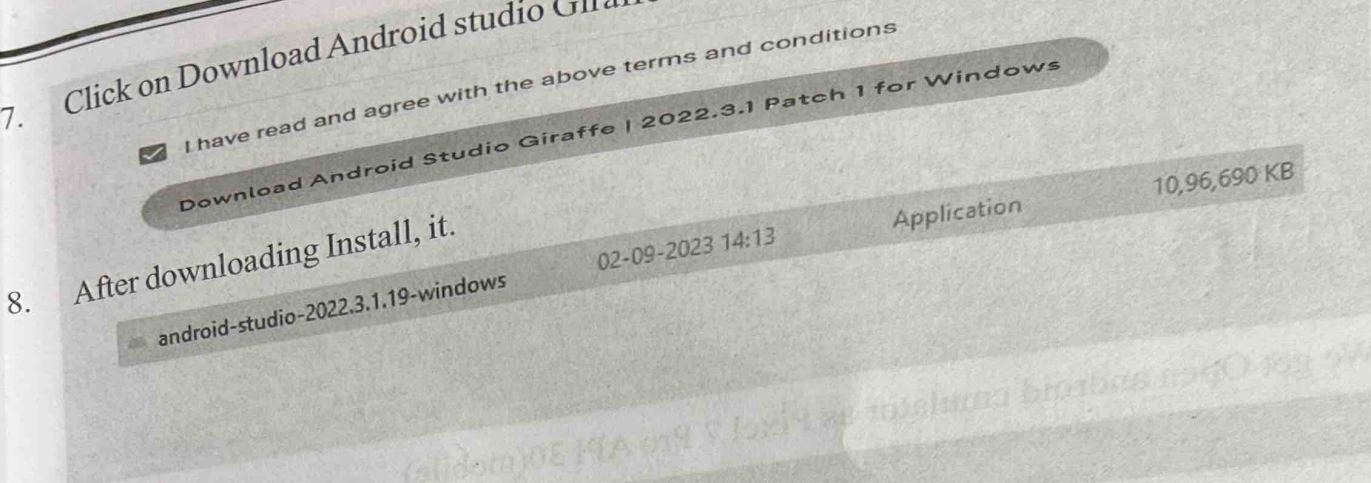 7. Click on Download Android studio
I have read and agree with the above terms and conditions
Download Android Studio Giraffe | 2022.3.1 Patch 1 for Windows
8. After downloading Install, it.
android-studio-2022.3.1.19-windows 02-09-2023 14:13 Application 10,96,690 KB